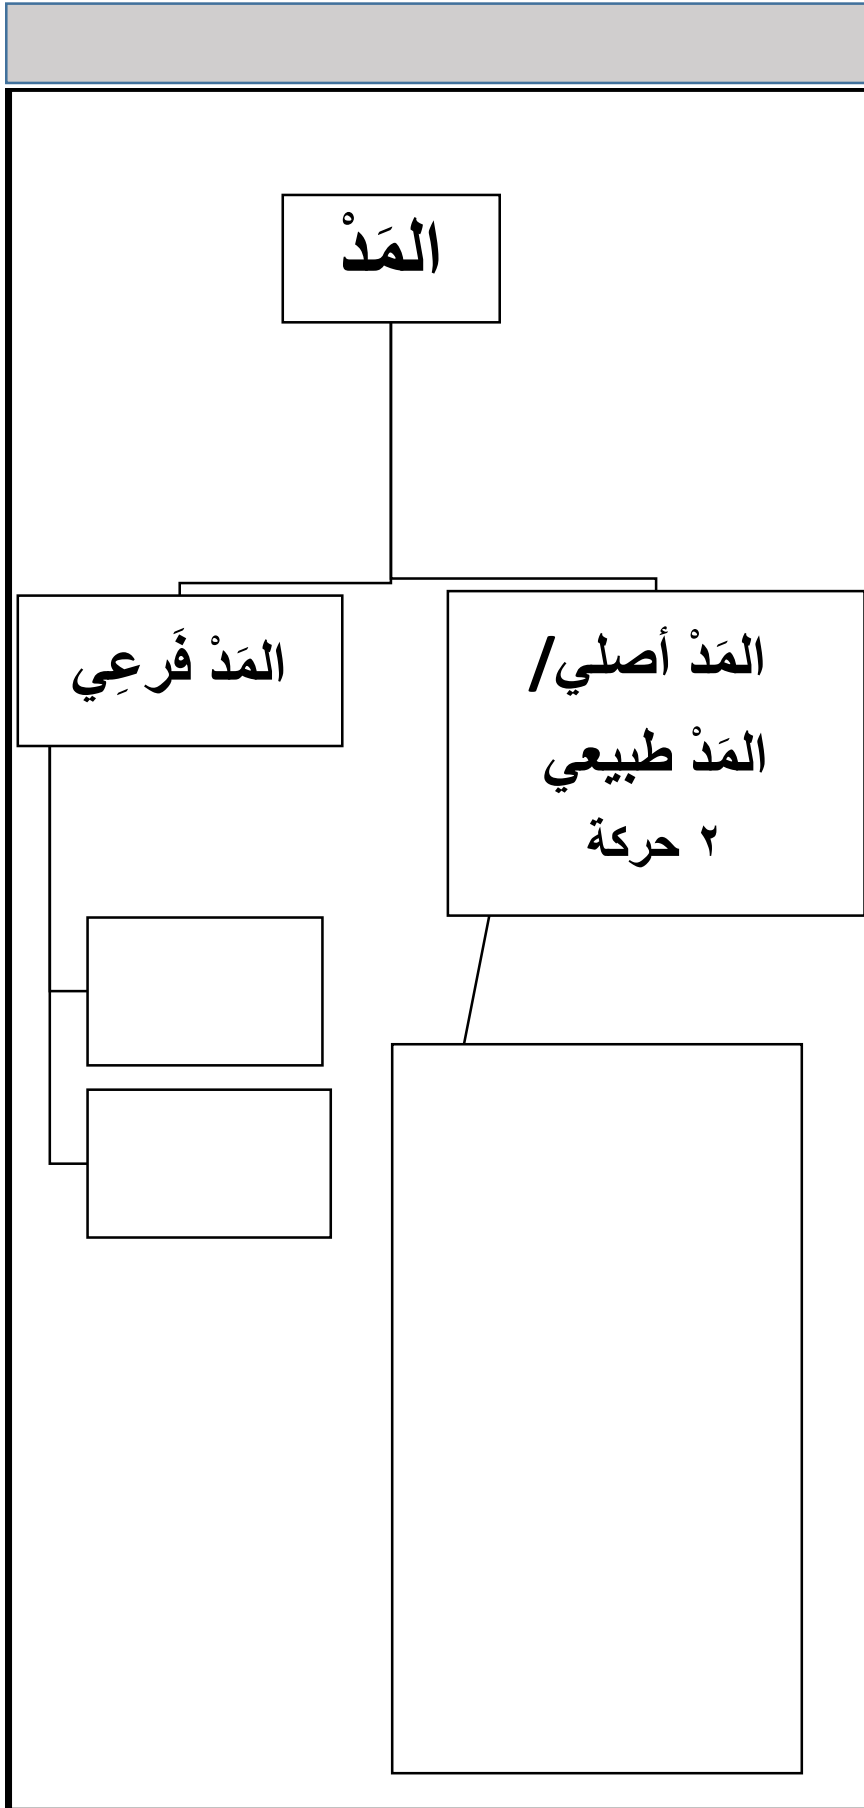 المَدْ
المَدْ أصلي/
المَدْ طبيعي
٢ حركة
المَدْ فَرعِي